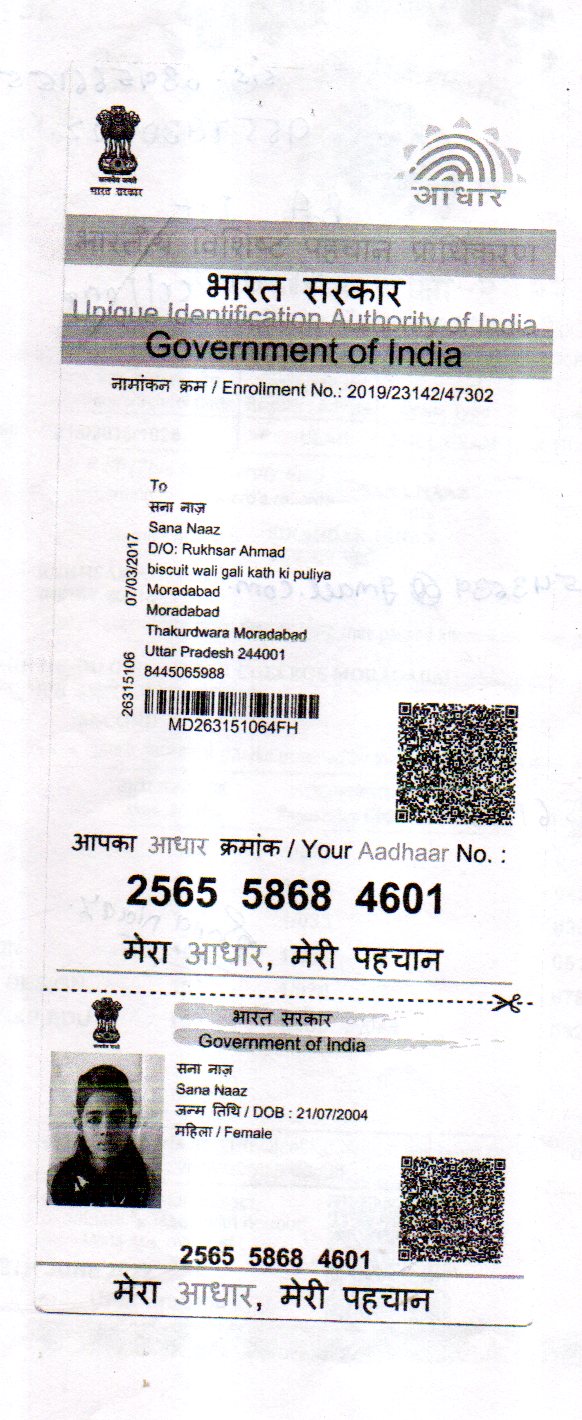 भारत सरकार
आधार
भारतीय विशिष्ट पहचान प्राधिकरण
भारत सरकार
Unique Identification Authority of India
Government of India
नामांकन क्रम / Enrollment No.: 2019/23142/47302
To
सना नाज़
Sana Naaz
D/O: Rukhsar Ahmad
biscuit wali gali kath ki puliya
Moradabad
Moradabad
Thakurdwara Moradabad
Uttar Pradesh 244001
8445065988
26315106 07/03/2017
MD263151064FH
आपका आधार क्रमांक / Your Aadhaar No. :
2565 5868 4601
मेरा आधार, मेरी पहचान
भारत सरकार
Government of India
सना नाज़
Sana Naaz
जन्म तिथि / DOB : 21/07/2004
महिला / Female
2565 5868 4601
मेरा आधार, मेरी पहचान